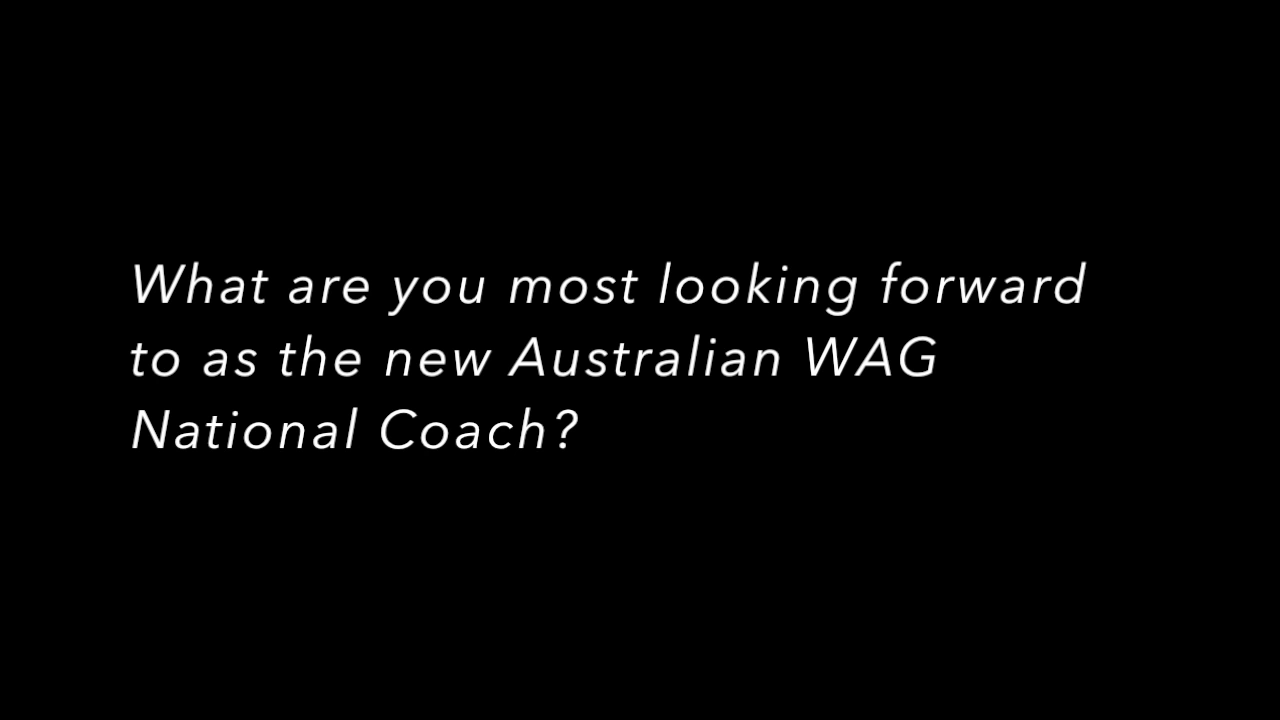 What are you most looking forward
to as the new Australian WAG
National Coach?